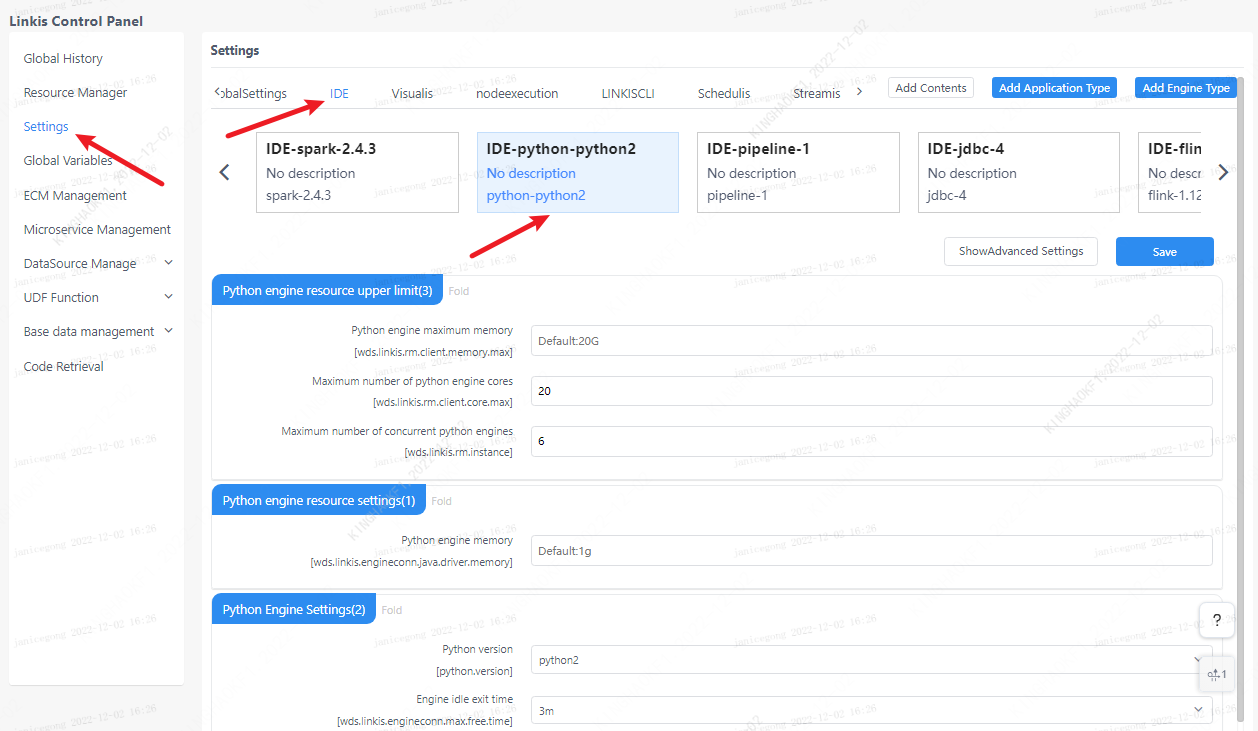 Linkis Control Panel
Global History
Resource Manager
Settings
Global Variables
ECM Management
Microservice Management
DataSource Manage
UDF Function
Base data management
Code Retrieval
Settings
obalSettings
IDE
Visualis
nodeexecution
LINKISCLI
Schedulis
Streamis
Add Contents
Add Application Type
Add Engine Type
IDE-spark-2.4.3
No description
spark-2.4.3
IDE-python-python2
No description
python-python2
IDE-pipeline-1
No description
pipeline-1
IDE-jdbc-4
No description
jdbc-4
IDE-flin
No descr
flink-1.12
ShowAdvanced Settings
Save
Python engine resource upper limit(3)
Fold
Python engine maximum memory
[wds.linkis.rm.client.memory.max]
Default:20G
Maximum number of python engine cores
[wds.linkis.rm.client.core.max]
20
Maximum number of concurrent python engines
[wds.linkis.rm.instance]
6
Python engine resource settings(1)
Fold
Python engine memory
[wds.linkis.engineconn.java.driver.memory]
Default:1g
Python Engine Settings(2)
Fold
Python version
[python.version]
python2
Engine idle exit time
[wds.linkis.engineconn.max.free.time]
3m
?
1